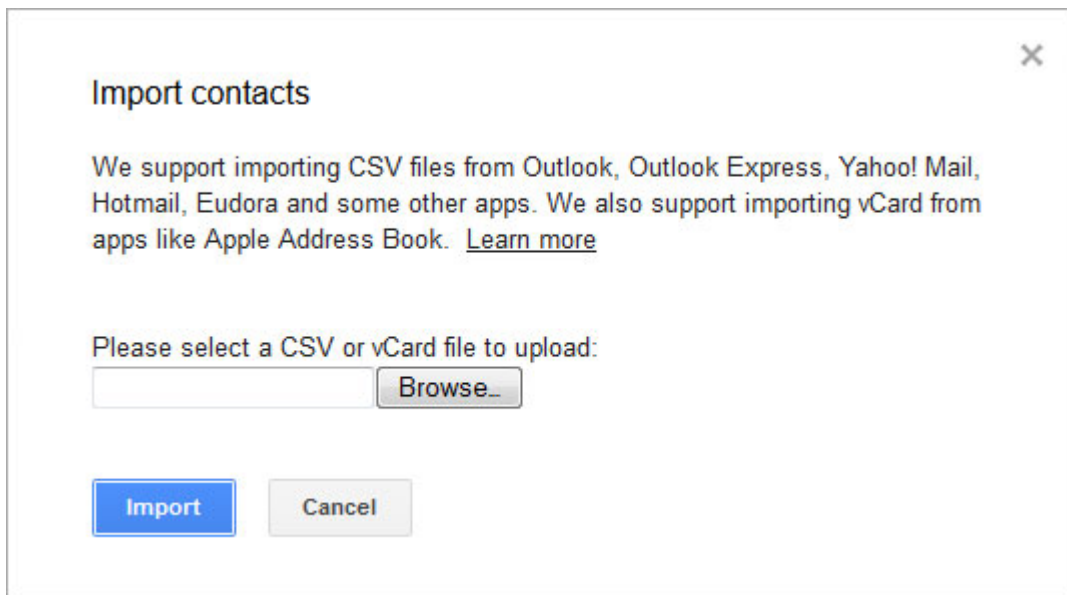 Import contacts
We support importing CSV files from Outlook, Outlook Express, Yahoo! Mail,
Hotmail, Eudora and some other apps. We also support importing vCard from
apps like Apple Address Book. Learn more
Please select a CSV or vCard file to upload:
Browse...
Import Cancel